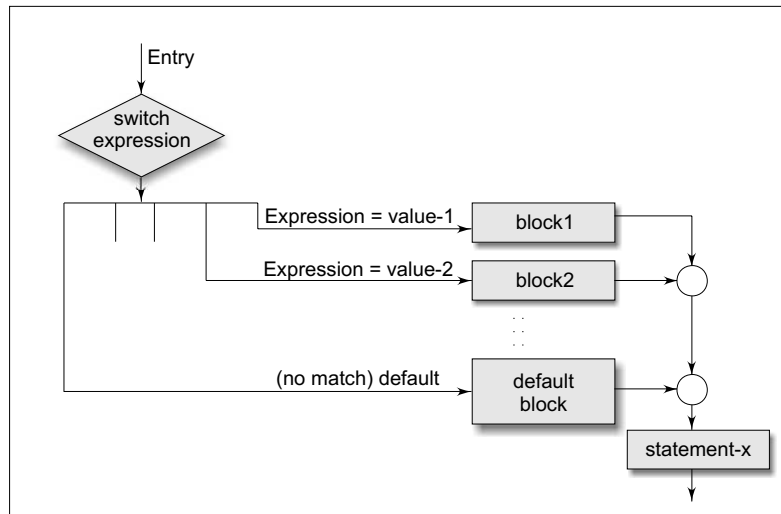 Entry
switch
expression
Expression = value-1
block1
Expression = value-2
block2
(no match) default
default
block
statement-x